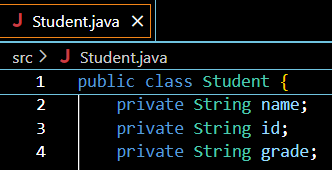 Student.java
src > Student.java
1 public class Student {
2 private String name;
3 private String id;
4 private String grade;